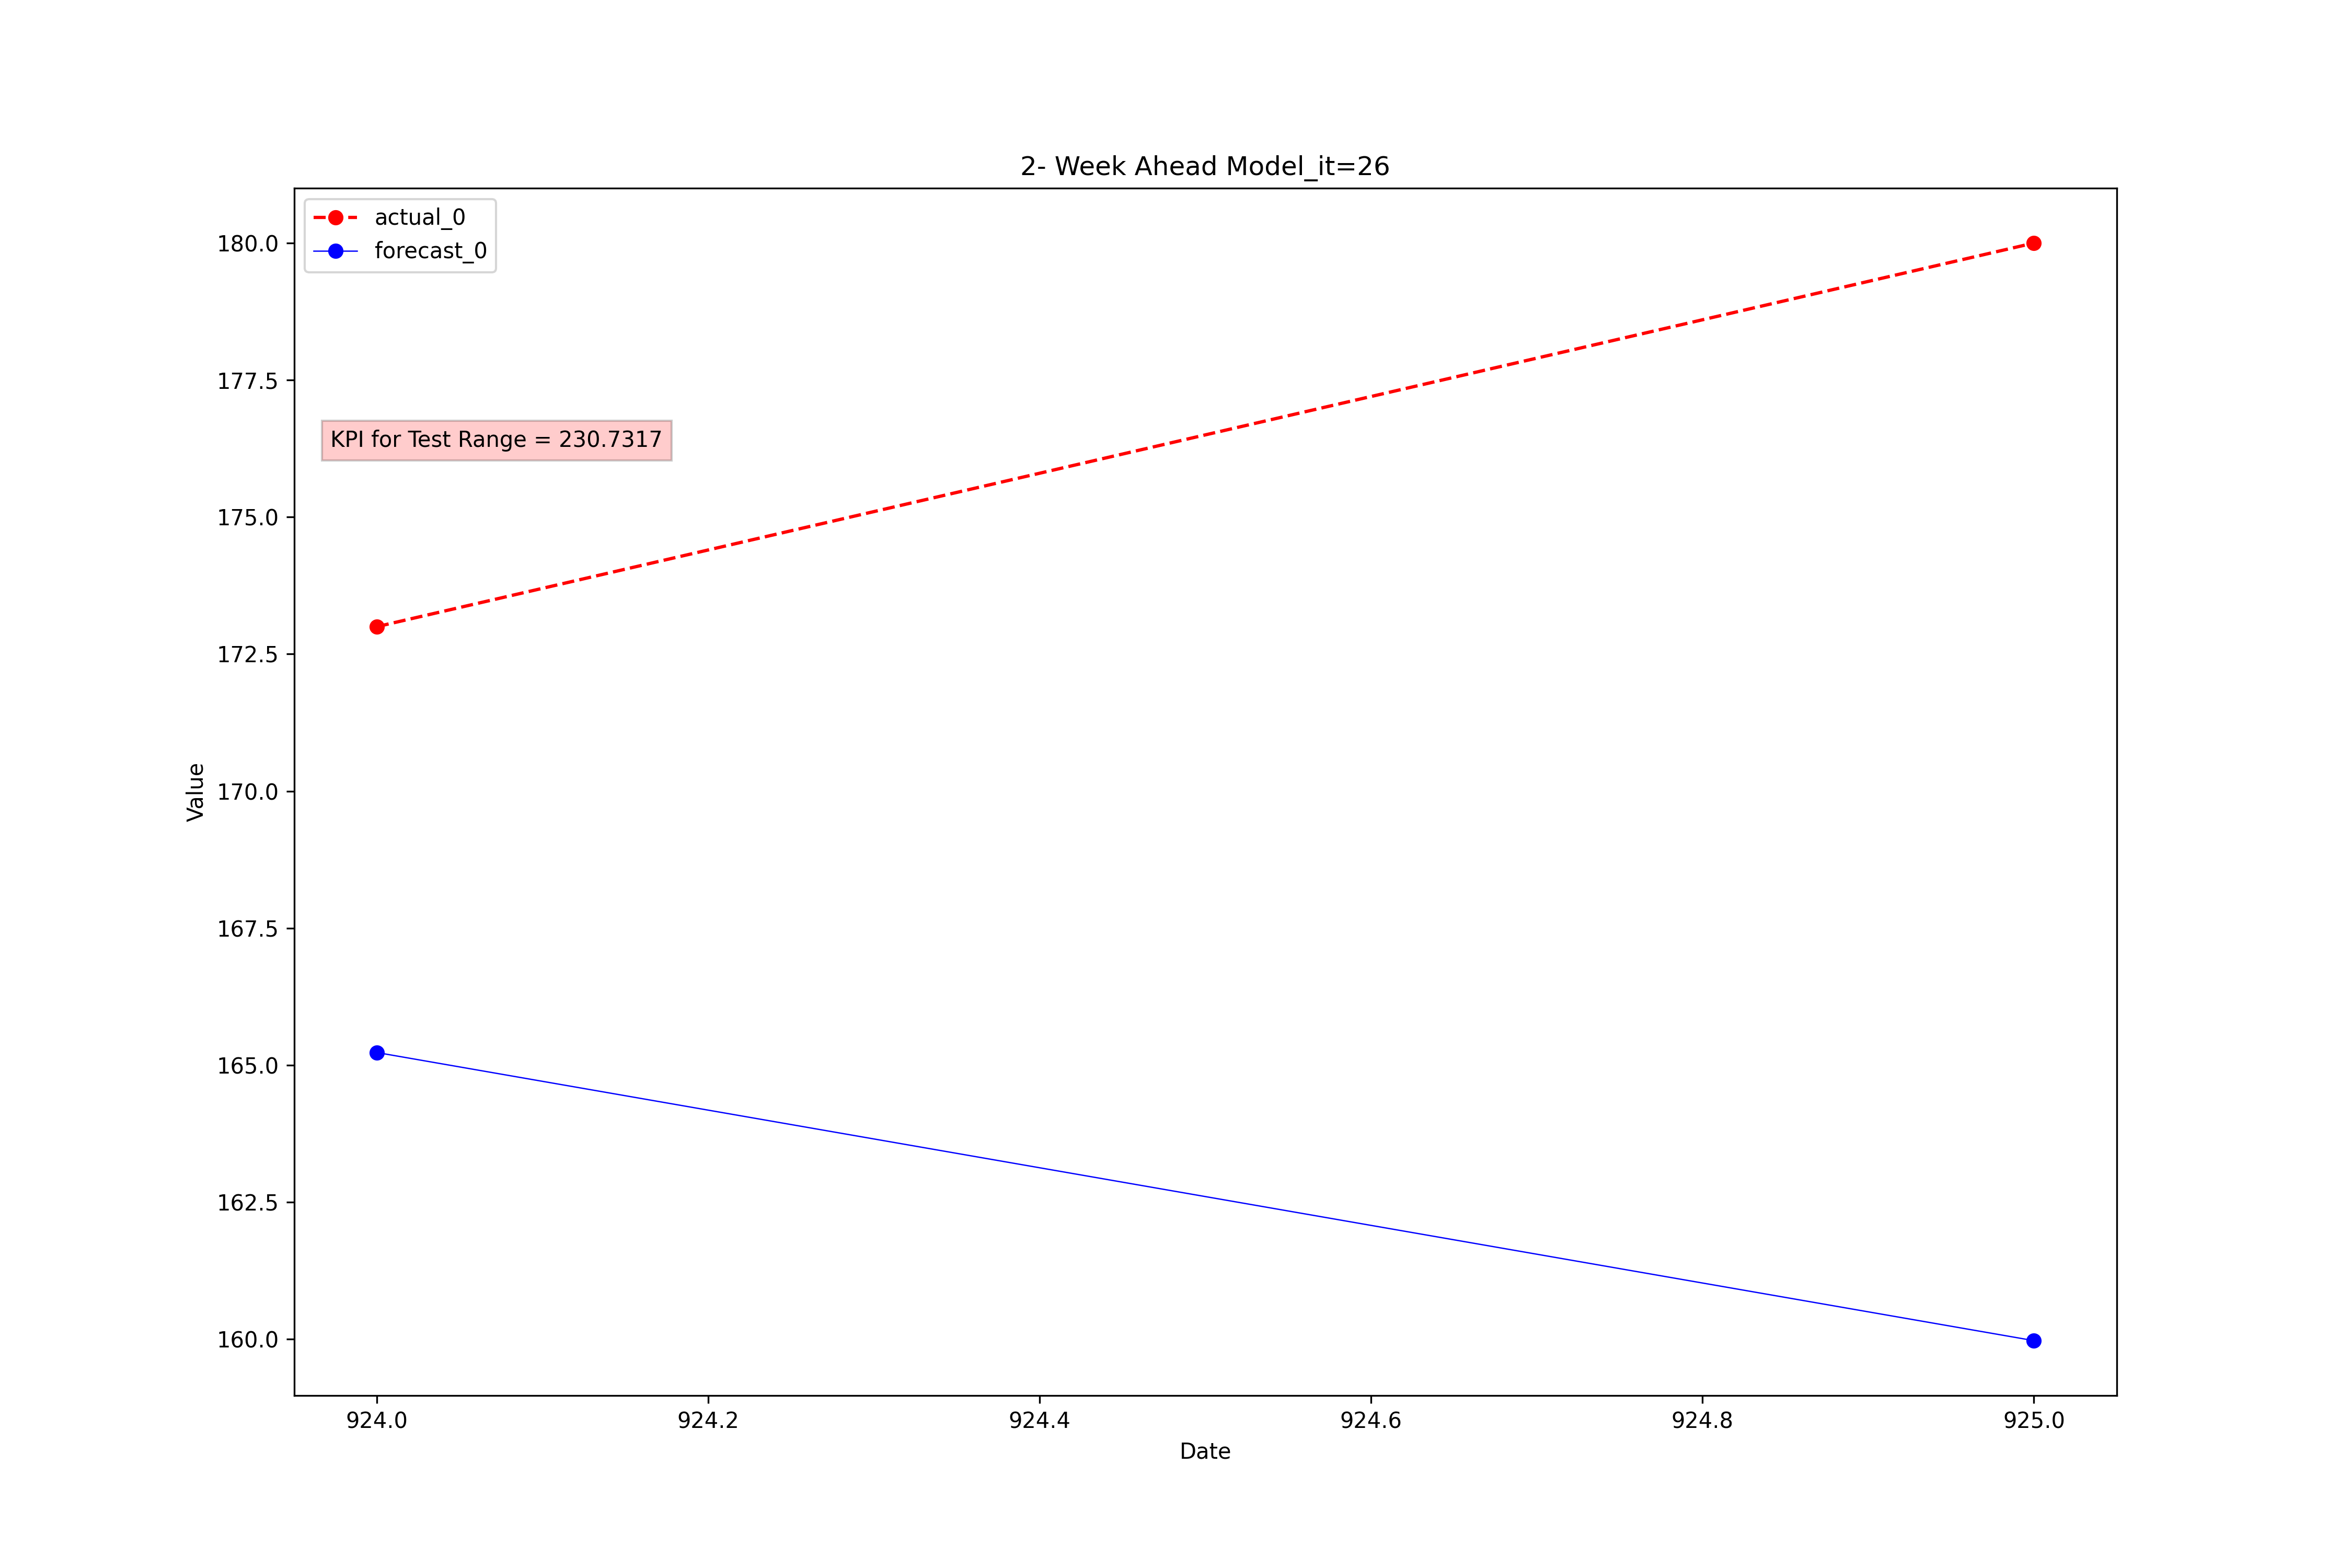 2- Week Ahead Model_it=26
actual_0
forecast_0
KPI for Test Range = 230.7317
180.0
177.5
175.0
172.5
170.0
167.5
165.0
162.5
160.0
Value
924.0 924.2 924.4 924.6 924.8 925.0
Date